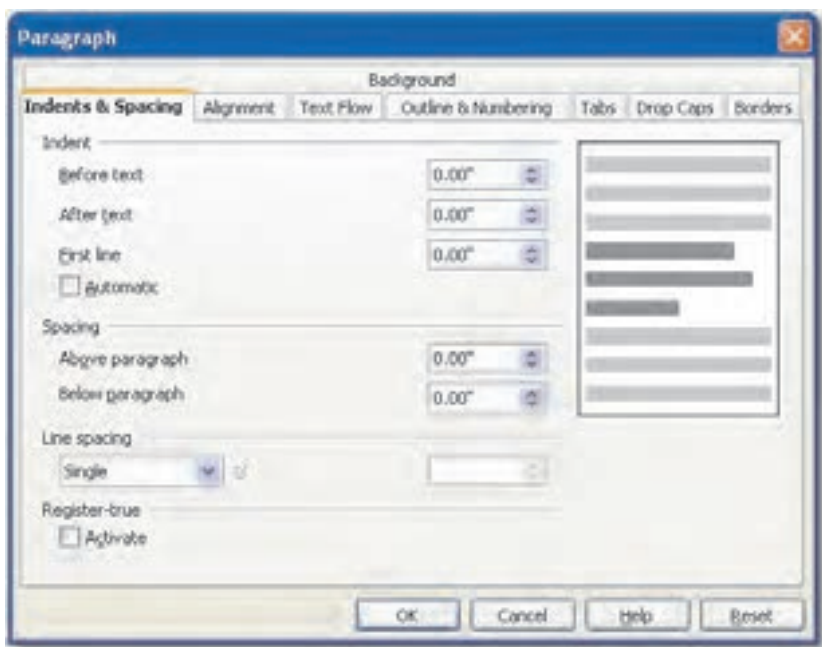 Paragraph
Background
Indents & Spacing Alignment Text Flow Outline & Numbering Tabs Drop Caps Borders
Indent
Before text 0.00"
After text 0.00"
First line 0.00"
Automatic
Spacing
Above paragraph 0.00"
Below paragraph 0.00"
Line spacing
Single of
Register-true
Activate
OK Cancel Help Reset